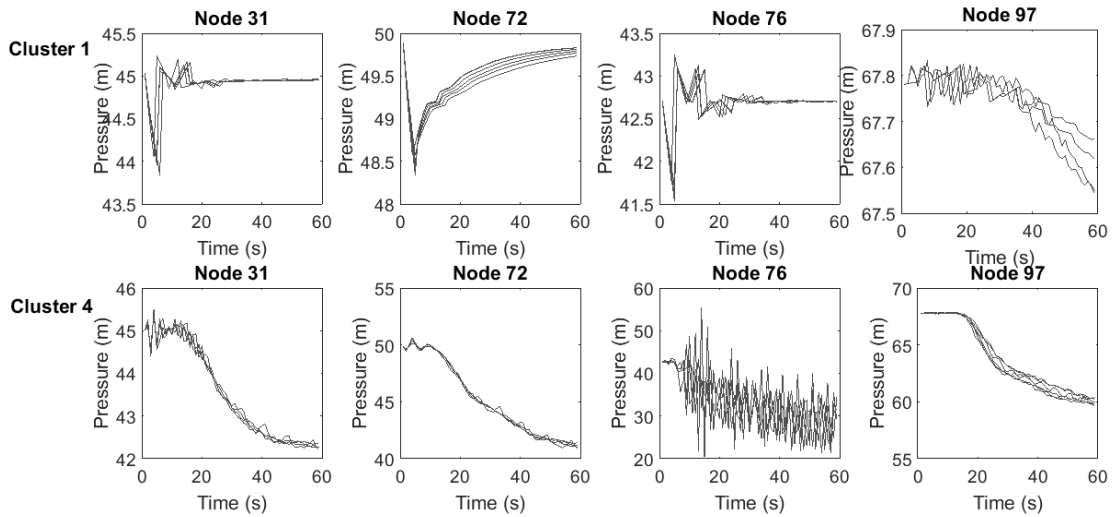 Cluster 1
Node 31
Pressure (m)
45.5
45
44.5
44
43.5
0 20 40 60
Time (s)
Node 72
Pressure (m)
50
49.5
49
48.5
48
0 20 40 60
Time (s)
Node 76
Pressure (m)
43.5
43
42.5
42
41.5
0 20 40 60
Time (s)
Node 97
Pressure (m)
67.9
67.8
67.7
67.6
67.5
0 20 40 60
Time (s)
Cluster 4
Node 31
Pressure (m)
46
45
44
43
42
0 20 40 60
Time (s)
Node 72
Pressure (m)
55
50
45
40
0 20 40 60
Time (s)
Node 76
Pressure (m)
60
50
40
30
20
0 20 40 60
Time (s)
Node 97
Pressure (m)
70
65
60
55
0 20 40 60
Time (s)